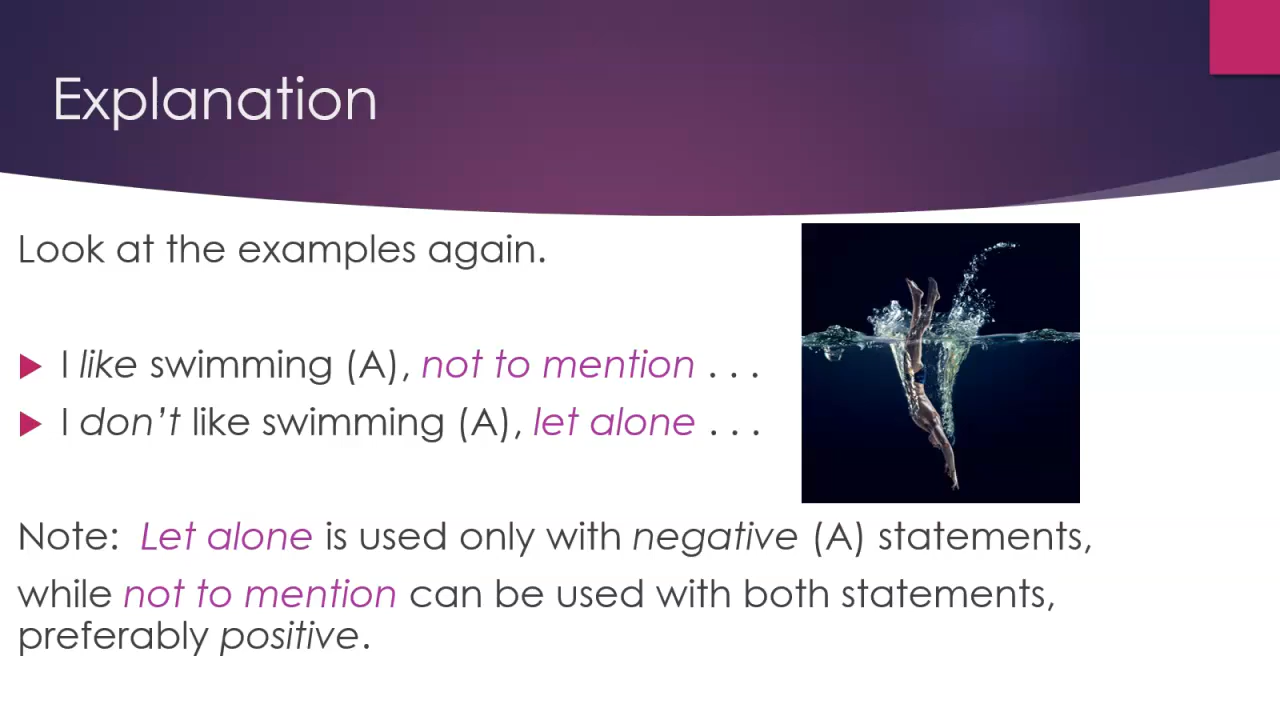 Explanation
Look at the examples again.
I like swimming (A), not to mention . . .
I don’t like swimming (A), let alone . . .
Note:  Let alone is used only with negative (A) statements,
while not to mention can be used with both statements,
preferably positive.